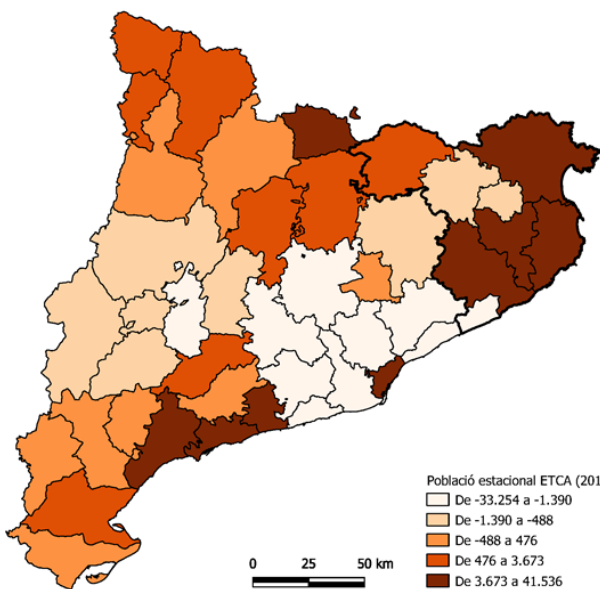 Població estacional ETCA (201
De -33.254 a -1.390
De -1.390 a -488
De -488 a 476
De 476 a 3.673
De 3.673 a 41.536
0 25 50 km